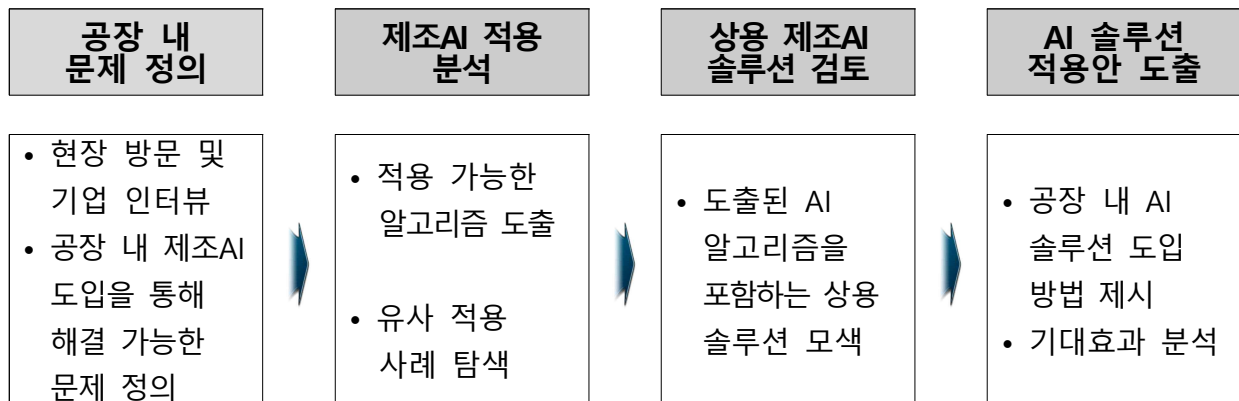 공장 내
문제 정의
제조AI 적용
분석
상용 제조AI
솔루션 검토
AI 솔루션
적용안 도출
• 현장 방문 및
기업 인터뷰
• 공장 내 제조AI
도입을 통해
해결 가능한
문제 정의
• 적용 가능한
알고리즘 도출
• 유사 적용
사례 탐색
• 도출된 AI
알고리즘을
포함하는 상용
솔루션 모색
• 공장 내 AI
솔루션 도입
방법 제시
• 기대효과 분석